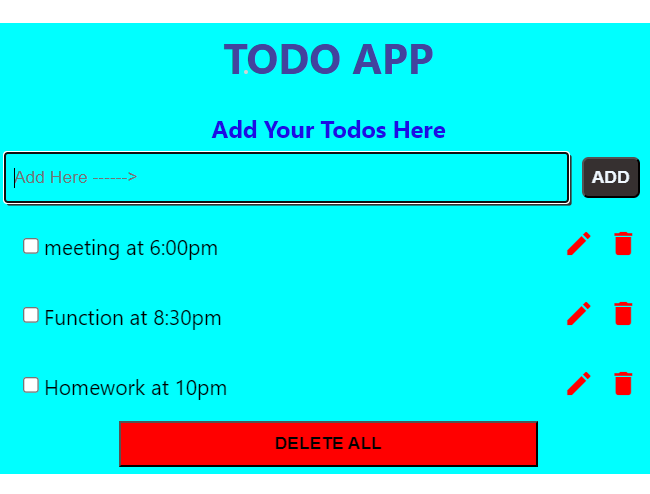 TODO APP
Add Your Todos Here
Add Here ------>
ADD
meeting at 6:00pm
Function at 8:30pm
Homework at 10pm
DELETE ALL